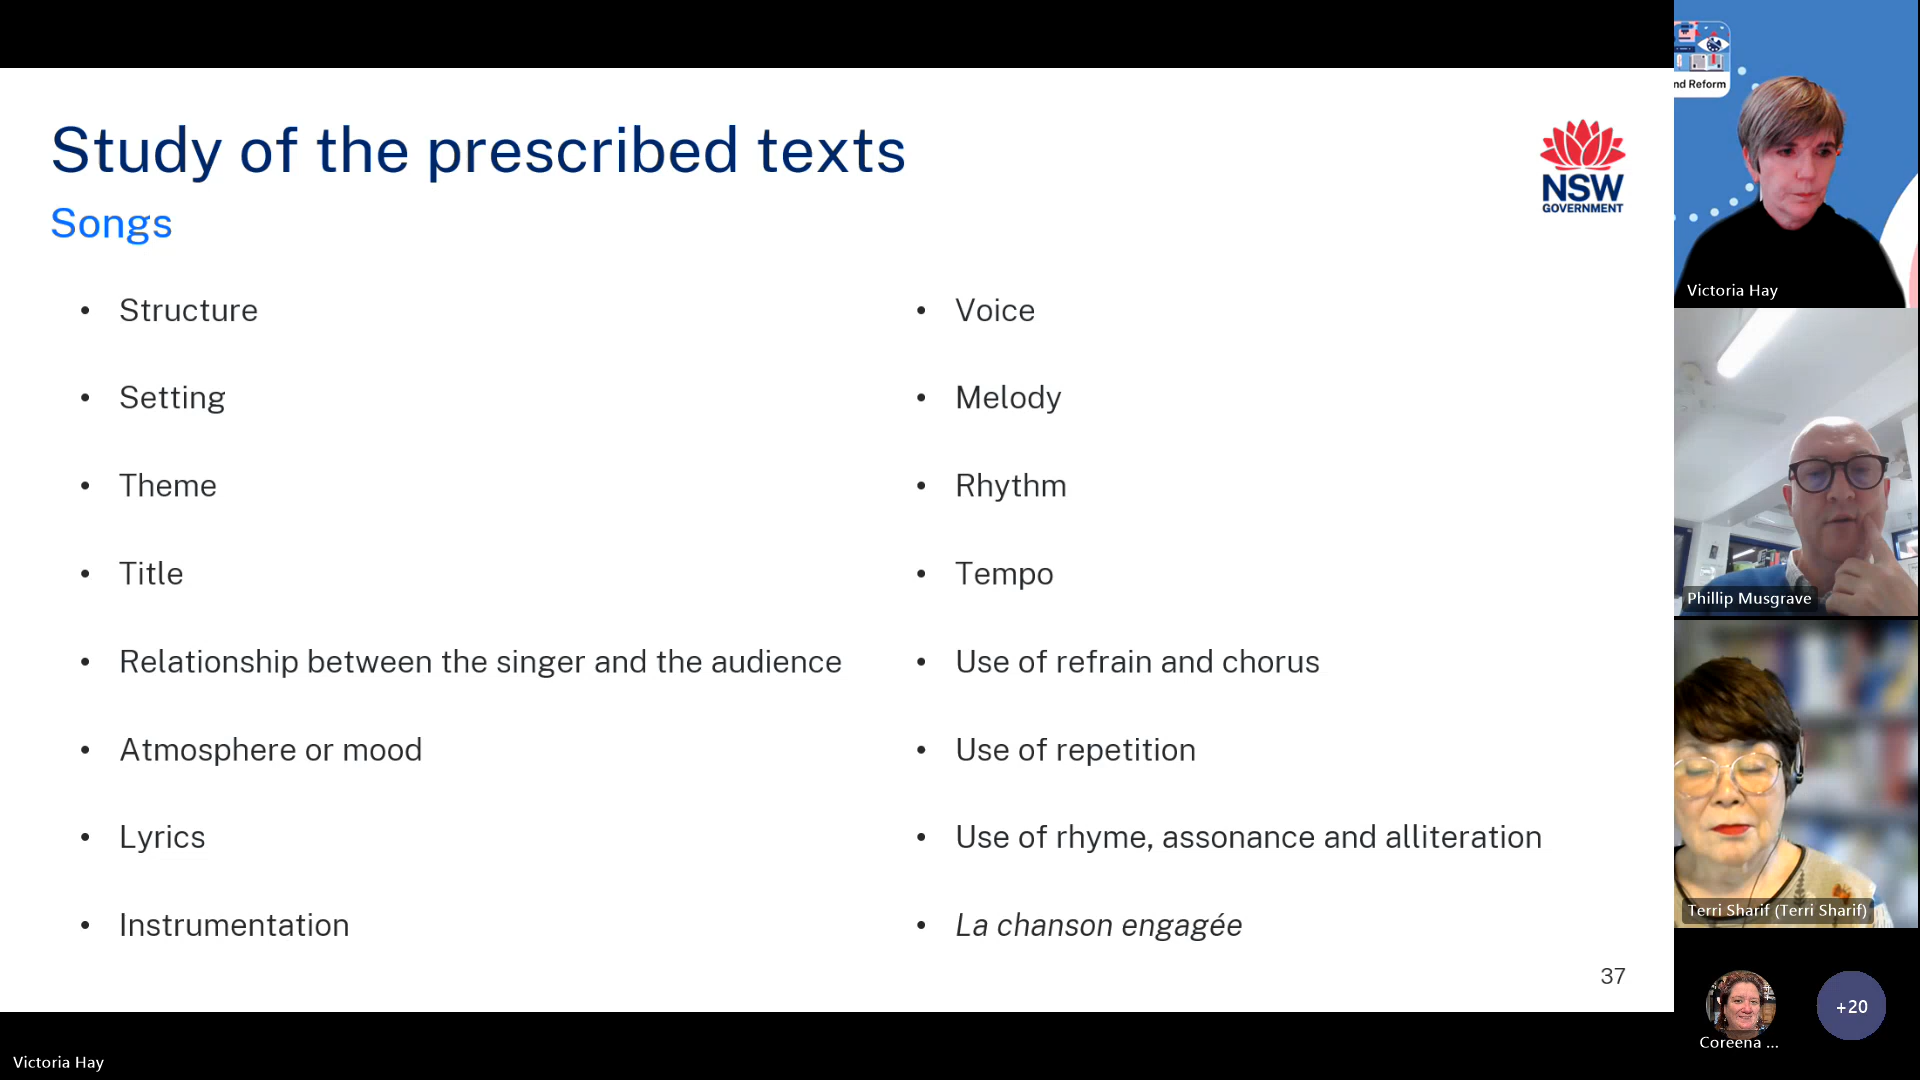 Study of the prescribed texts
Songs
NSW
GOVERNMENT
• Structure
• Setting
• Theme
• Title
• Relationship between the singer and the audience
• Atmosphere or mood
• Lyrics
• Instrumentation
• Voice
• Melody
• Rhythm
• Tempo
• Use of refrain and chorus
• Use of repetition
• Use of rhyme, assonance and alliteration
• La chanson engagée
37
nd Reform
Victoria Hay
Phillip Musgrave
Terri Sharif (Terri Sharif)
Coreena ...
+20
Victoria Hay